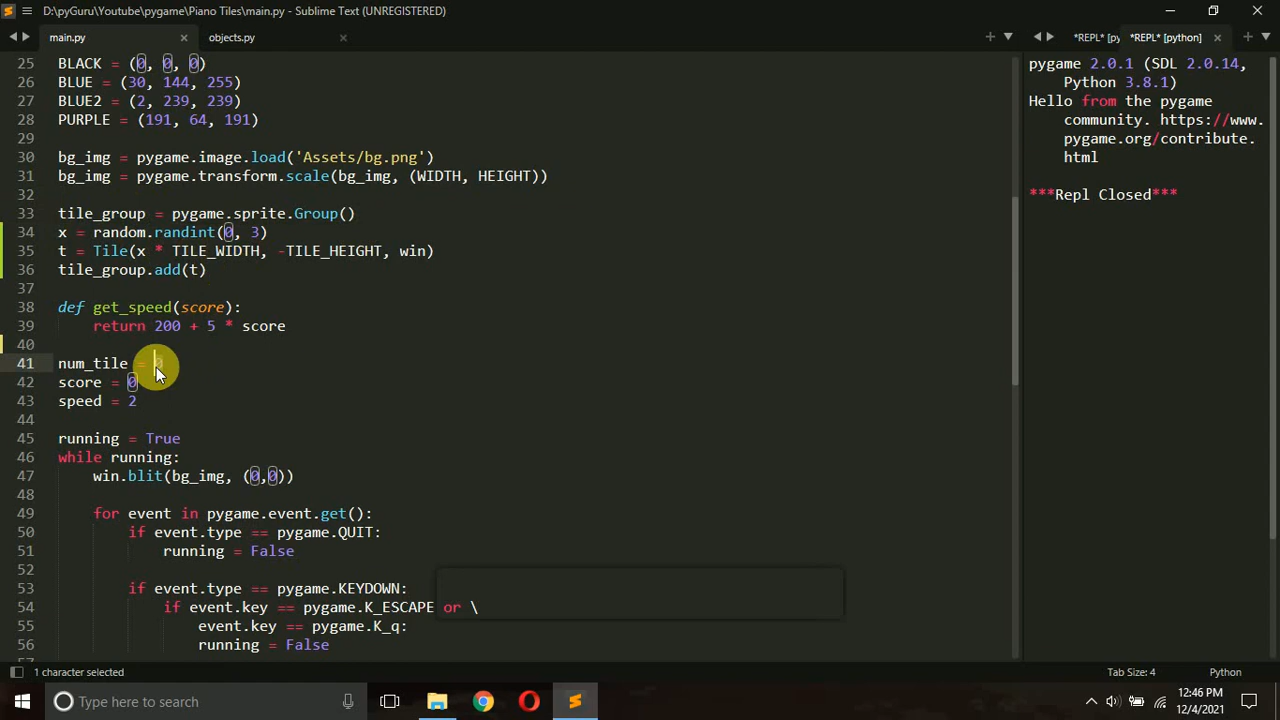 D:\pyGuru\Youtube\pygame\Piano Tiles\main.py - Sublime Text (UNREGISTERED)
main.py
objects.py
*REPL* [py
*REPL* [python]
25 BLACK = (0, 0, 0)
26 BLUE = (30, 144, 255)
27 BLUE2 = (2, 239, 239)
28 PURPLE = (191, 64, 191)
29
30 bg_img = pygame.image.load('Assets/bg.png')
31 bg_img = pygame.transform.scale(bg_img, (WIDTH, HEIGHT))
32
33 tile_group = pygame.sprite.Group()
34 x = random.randint(0, 3)
35 t = Tile(x * TILE_WIDTH, -TILE_HEIGHT, win)
36 tile_group.add(t)
37
38 def get_speed(score):
39 return 200 + 5 * score
40
41 num_tile = 0
42 score = 0
43 speed = 2
44
45 running = True
46 while running:
47 win.blit(bg_img, (0,0))
48
49 for event in pygame.event.get():
50 if event.type == pygame.QUIT:
51 running = False
52
53 if event.type == pygame.KEYDOWN:
54 if event.key == pygame.K_ESCAPE or \
55 event.key == pygame.K_q:
56 running = False
57
pygame 2.0.1 (SDL 2.0.14,
Python 3.8.1)
Hello from the pygame
community. https://www.
pygame.org/contribute.
html
***Repl Closed***
1 character selected
Tab Size: 4
Python
Type here to search
12:46 PM
12/4/2021